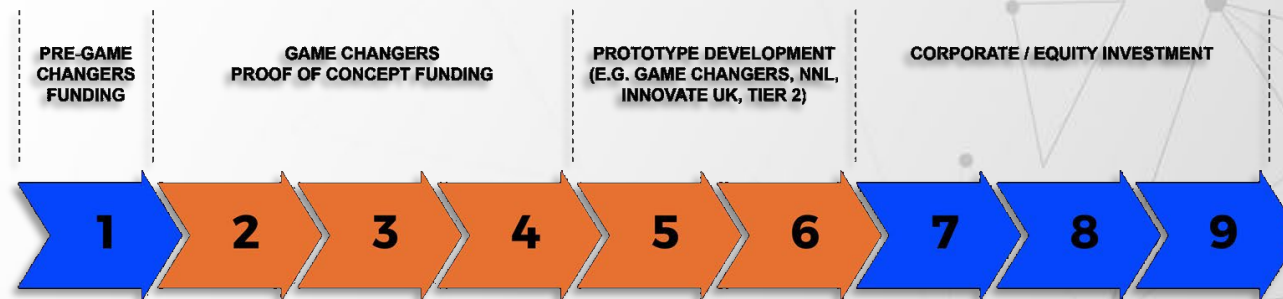 PRE-GAME
CHANGERS
FUNDING
GAME CHANGERS
PROOF OF CONCEPT FUNDING
PROTOTYPE DEVELOPMENT
(E.G. GAME CHANGERS, NNL,
INNOVATE UK, TIER 2)
CORPORATE / EQUITY INVESTMENT
1 2 3 4 5 6 7 8 9